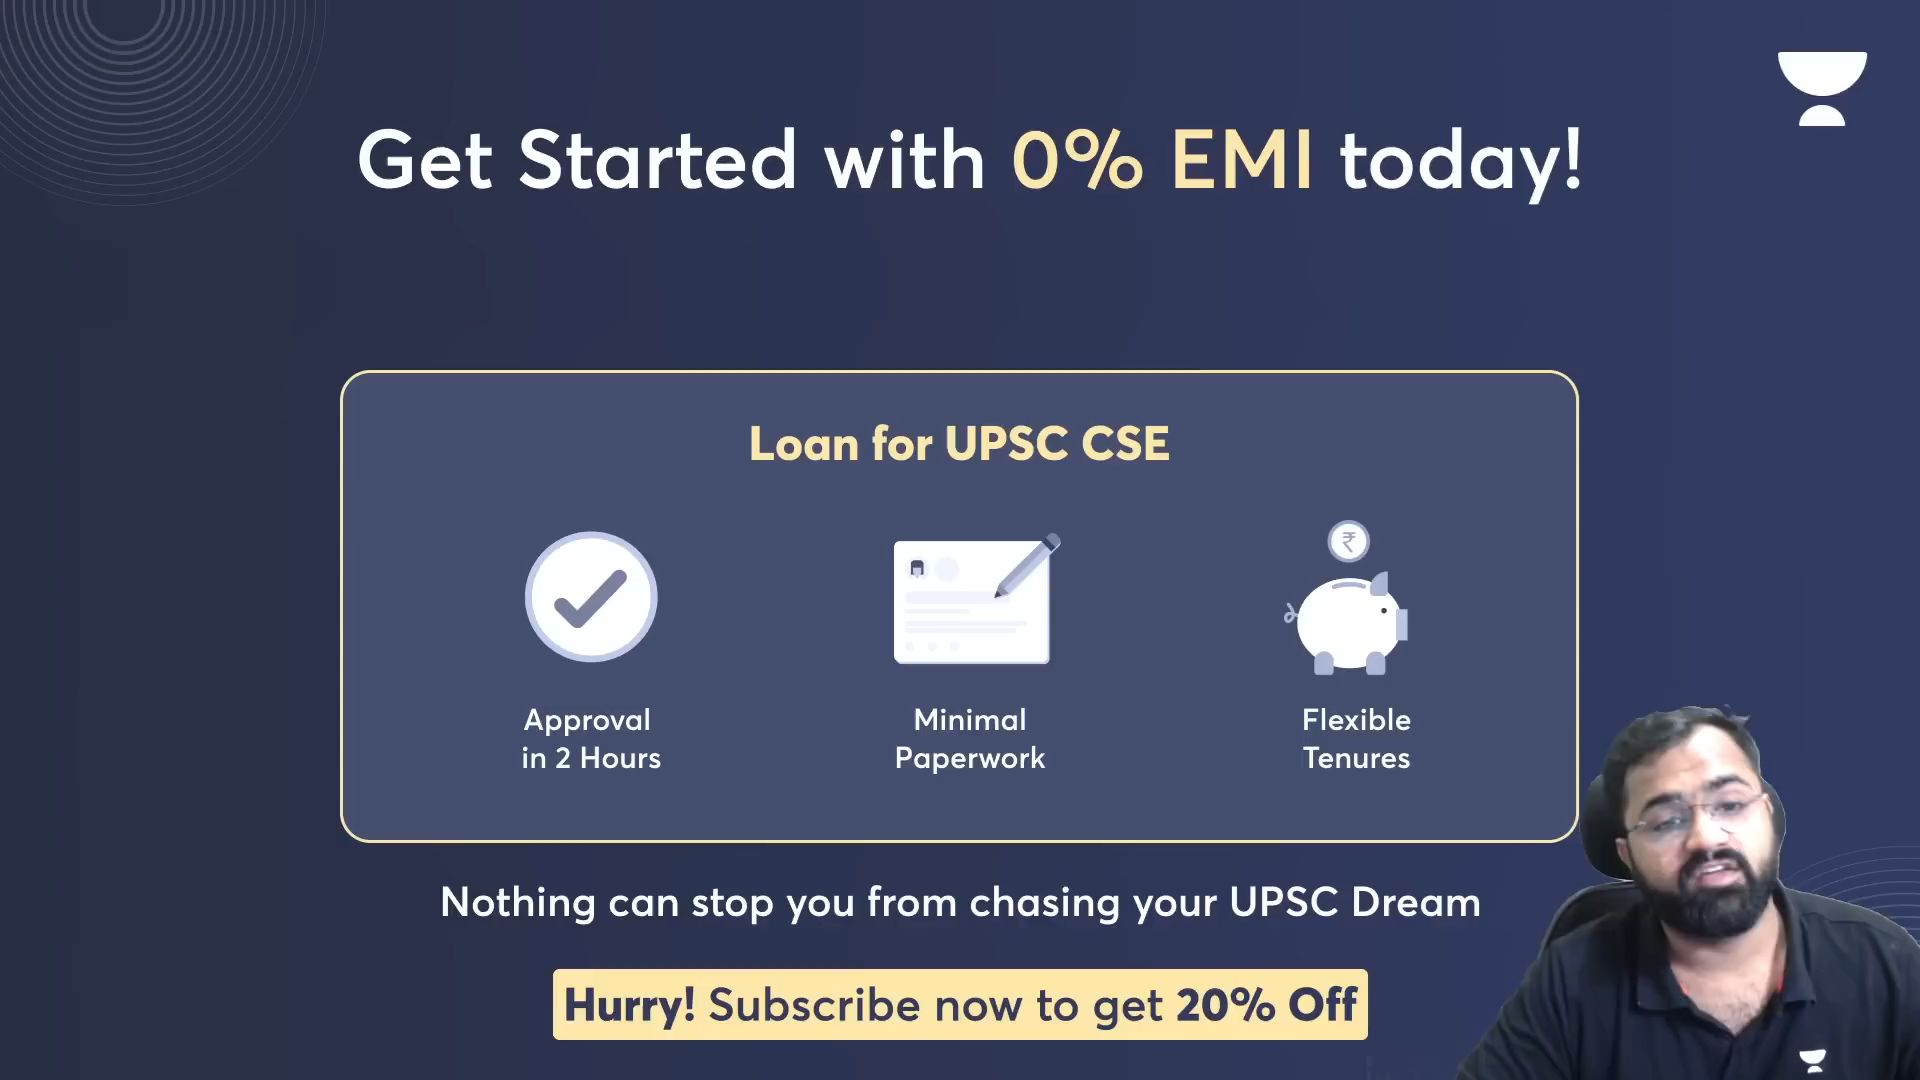 Get Started with 0% EMI today!
Loan for UPSC CSE
₹
Approval
in 2 Hours
Minimal
Paperwork
Flexible
Tenures
Nothing can stop you from chasing your UPSC Dream
Hurry! Subscribe now to get 20% Off